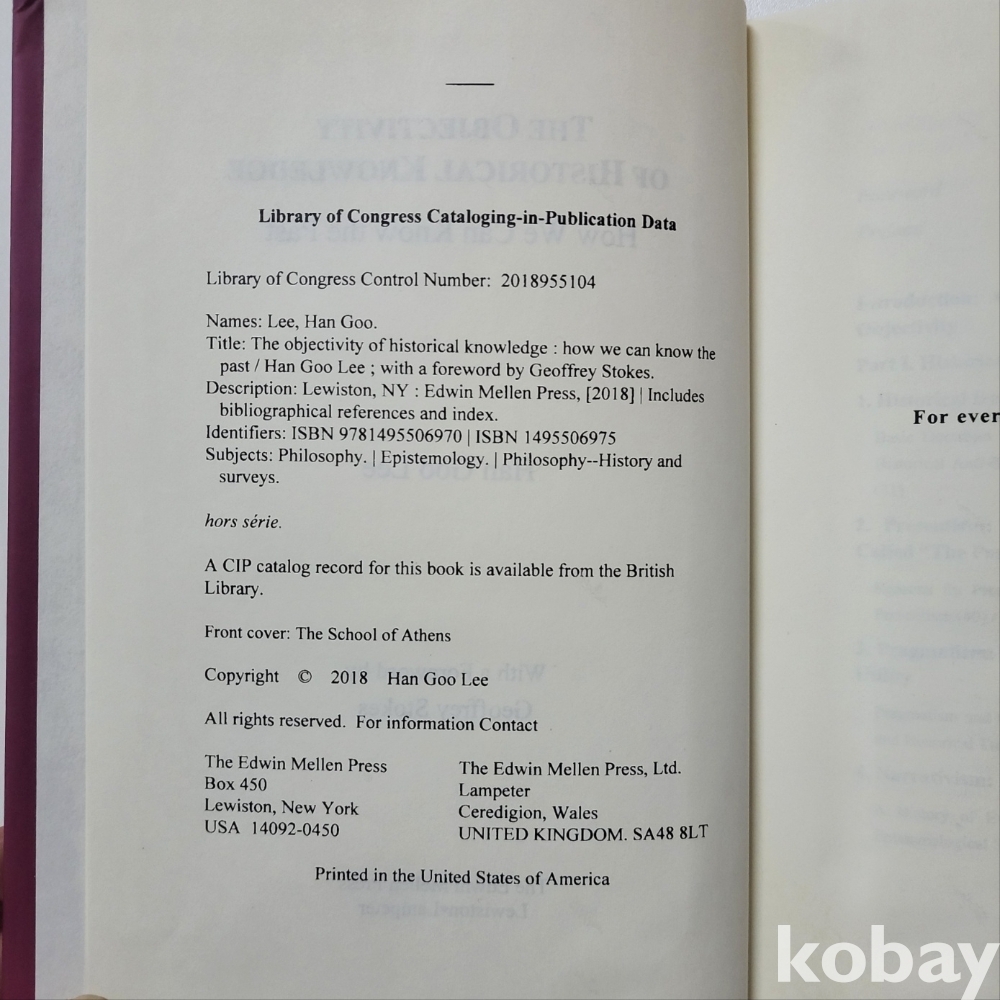 Library of Congress Cataloging-in-Publication Data
Library of Congress Control Number: 2018955104
Names: Lee, Han Goo.
Title: The objectivity of historical knowledge : how we can know the
past / Han Goo Lee ; with a foreword by Geoffrey Stokes.
Description: Lewiston, NY : Edwin Mellen Press, [2018] | Includes
bibliographical references and index.
Identifiers: ISBN 9781495506970 | ISBN 1495506975
Subjects: Philosophy. | Epistemology. | Philosophy--History and
surveys.
hors série.
A CIP catalog record for this book is available from the British
Library.
Front cover: The School of Athens
Copyright © 2018 Han Goo Lee
All rights reserved. For information Contact
The Edwin Mellen Press
Box 450
Lewiston, New York
USA 14092-0450
The Edwin Mellen Press, Ltd.
Lampeter
Ceredigion, Wales
UNITED KINGDOM. SA48 8LT
Printed in the United States of America
For ever
kobay